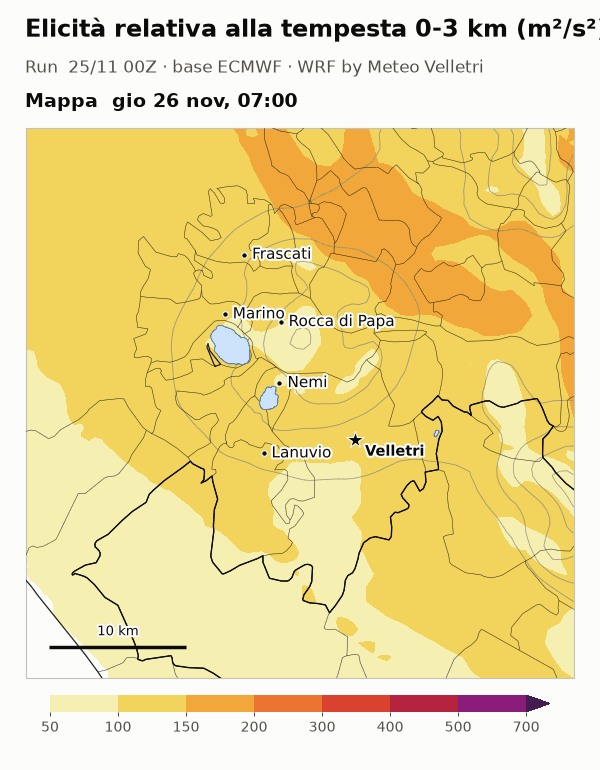 Elicità relativa alla tempesta 0-3 km (m²/s²)
Run  25/11 00Z · base ECMWF · WRF by Meteo Velletri
Mappa  gio 26 nov, 07:00
Frascati
Marino
Rocca di Papa
Nemi
Velletri
Lanuvio
10 km
50 100 150 200 300 400 500 700